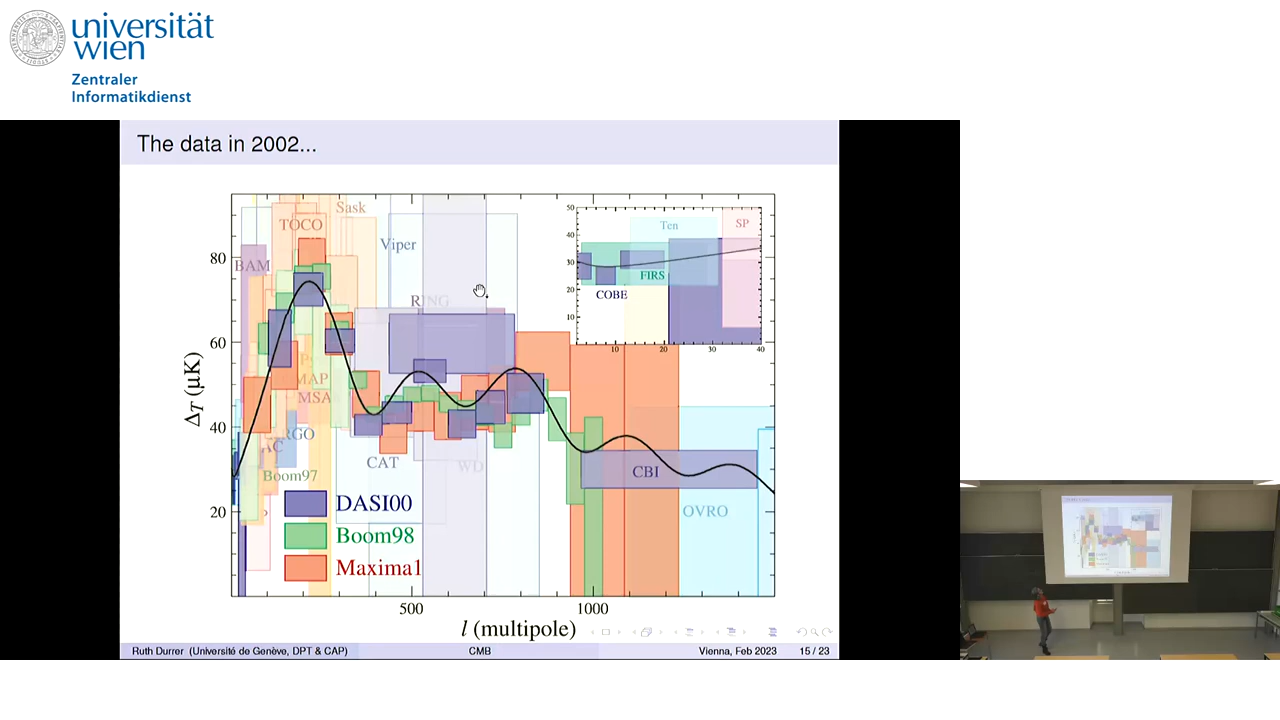 universität
wien
Zentraler
Informatikdienst
The data in 2002...
Sask
TOCO
Viper
BAM
RING
MAP
MSA
CAT
WD
Boom97
CBI
OVRO
DASI00
Boom98
Maxima1
80
60
40
20
Δ_T (μK)
500
1000
l (multipole)
50
40
30
20
10
Ten
SP
FIRS
COBE
10
20
30
40
Ruth Durrer (Université de Genève, DPT & CAP)
CMB
Vienna, Feb 2023
15 / 23